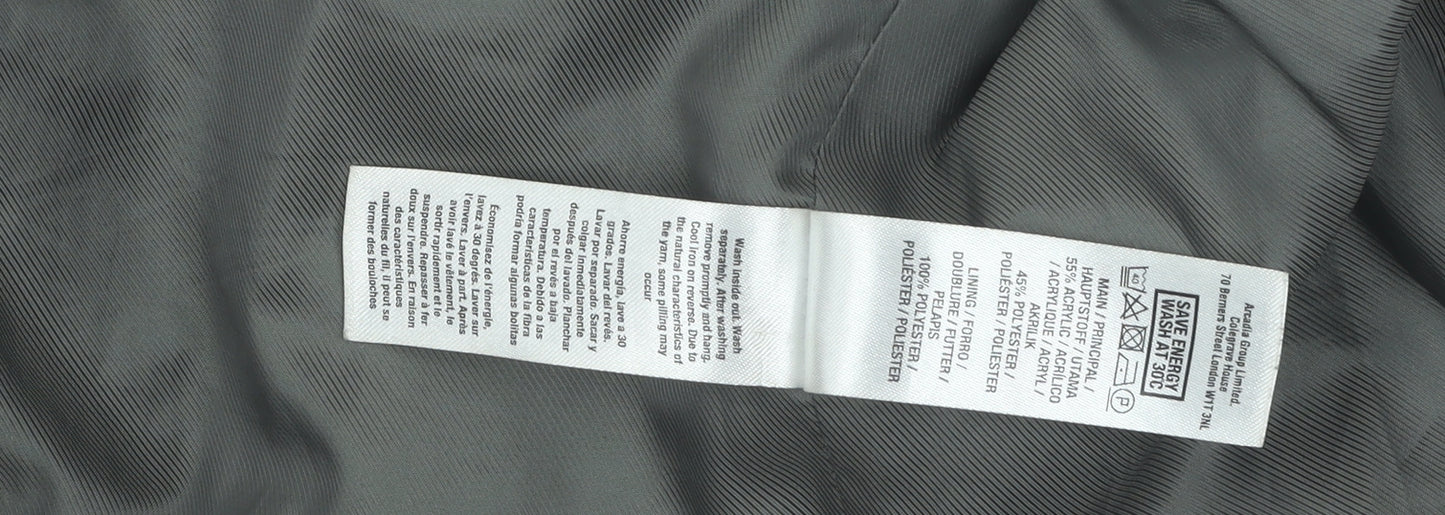 Arcadia Group Limited,
Colegrave House
70 Berners Street London W1T 3NL
SAVE ENERGY
WASH AT 30°C
40
P
MAIN / PRINCIPAL /
HAUPTSTOFF / UTAMA
55% ACRYLIC / ACRÍLICO
/ ACRYLIQUE / ACRYL /
AKRILIK
45% POLYESTER /
POLIÉSTER / POLIESTER
LINING / FORRO /
DOUBLURE / FUTTER /
PELAPIS
100% POLYESTER /
POLIÉSTER / POLIESTER
Wash inside out. Wash
separately. After washing
remove promptly and hang.
Cool iron on reverse. Due to
the natural characteristics of
the yarn, some pilling may
occur
Ahorre energía, lave a 30
grados. Lavar del revés.
Lavar por separado. Sacar y
colgar inmediatamente
después del lavado. Planchar
por el revés a baja
temperatura. Debido a las
características de la fibra
podría formar algunas bolitas
Économisez de l'énergie,
lavez à 30 degrés. Laver sur
l'envers. Laver à part. Après
avoir lavé le vêtement, le
sortir rapidement et le
suspendre. Repasser à fer
doux sur l'envers. En raison
des caractéristiques
naturelles du fil, il peut se
former des bouloches